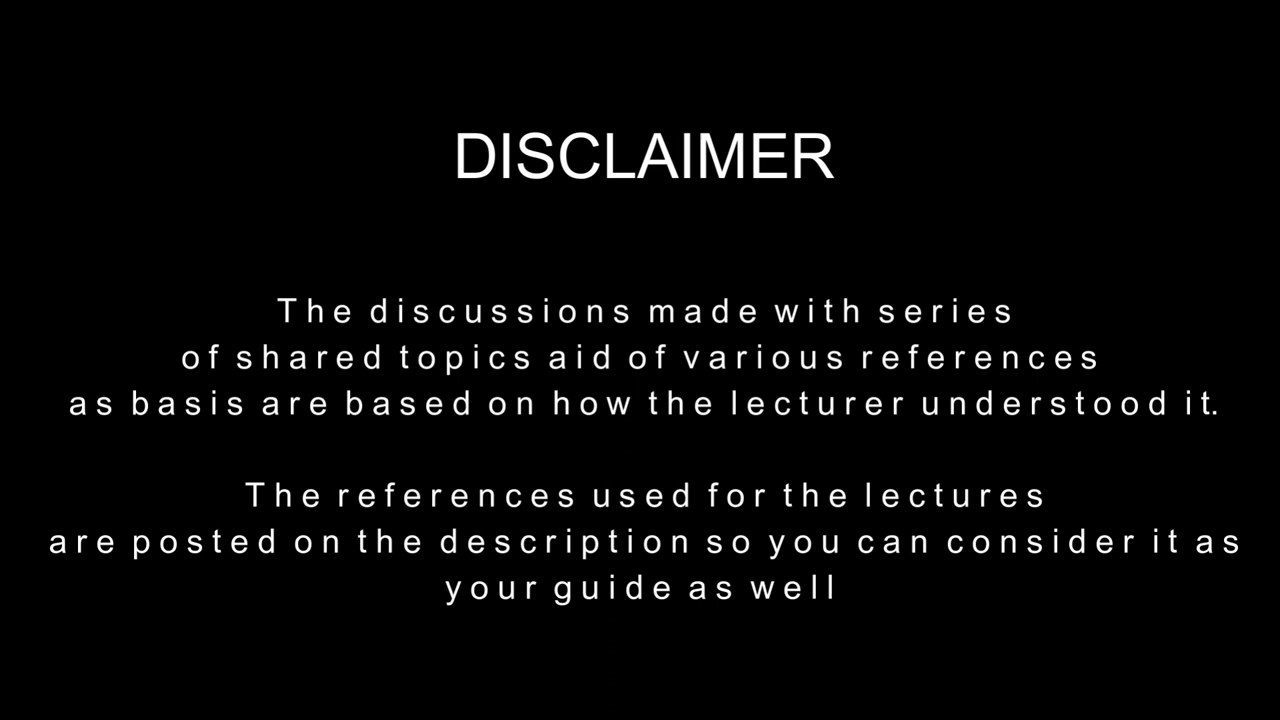 DISCLAIMER
The discussions made with series
of shared topics aid of various references
as basis are based on how the lecturer understood it.
The references used for the lectures
are posted on the description so you can consider it as
your guide as well